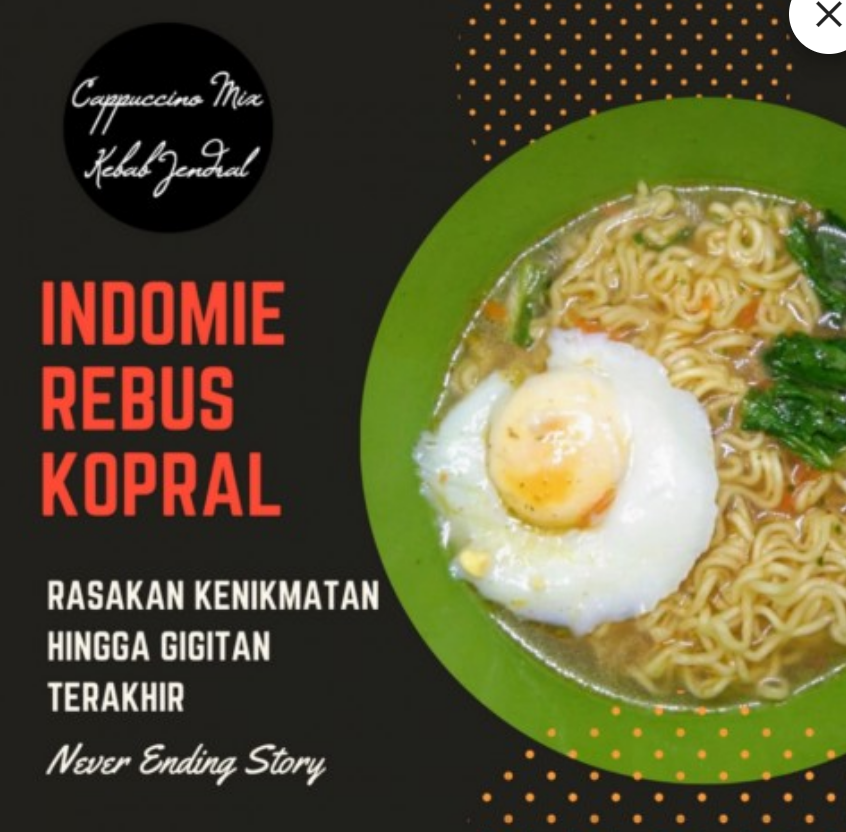 Cappuccino Mix
Kebab Jendral
INDOMIE
REBUS
KOPRAL
RASAKAN KENIKMATAN
HINGGA GIGITAN
TERAKHIR
Never Ending Story